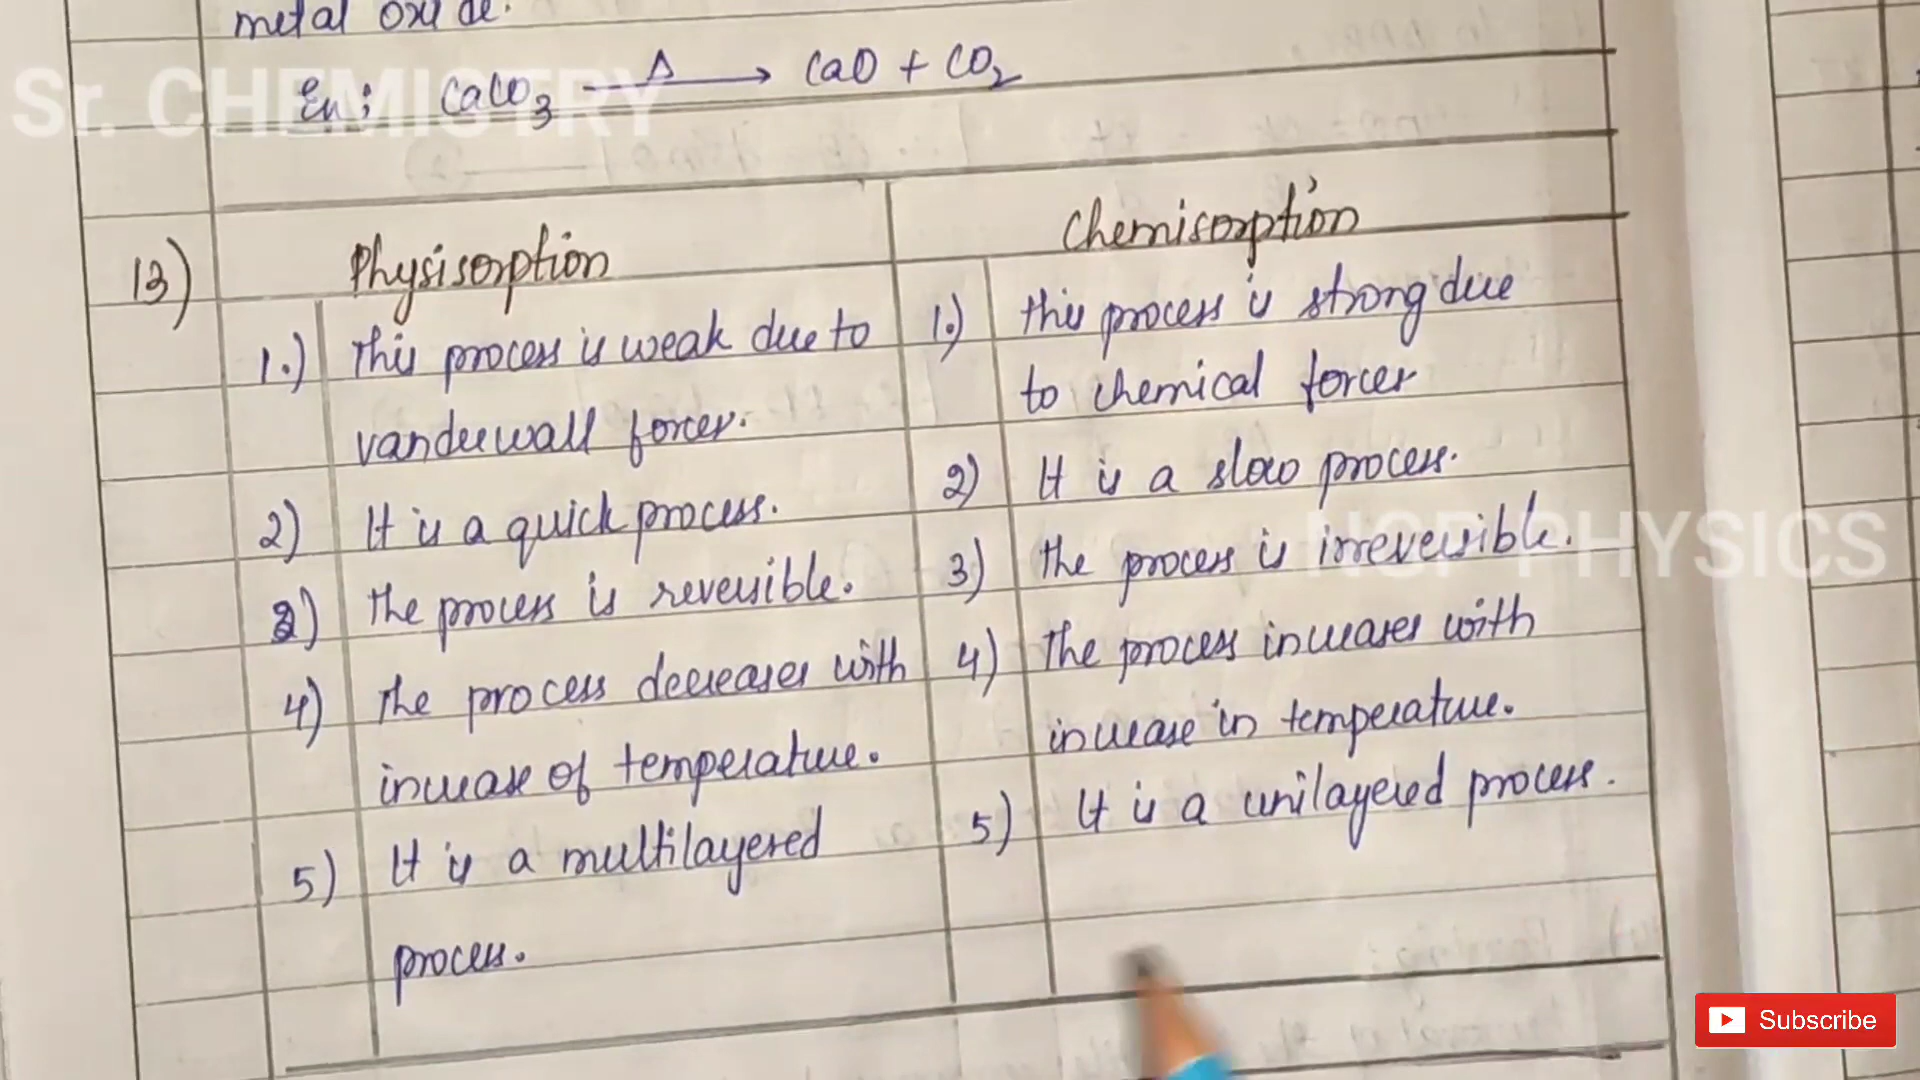 metal oxide.
Sr. CHEMISTRY
Ex: CaCO3 Δ → CaO + CO2
13) Physisorption
Chemisorption
1.) This process is weak due to
vanderwall forces.
2) It is a quick process.
3) the process is reversible.
4) the process decreases with
increase of temperature.
5) It is a multilayered
process.
1.) this process is strong due
to chemical forces
2) It is a slow process.
3) the process is irreversible.
4) the process increases with
increase in temperature.
5) It is a unilayered process.
PHYSICS
Subscribe